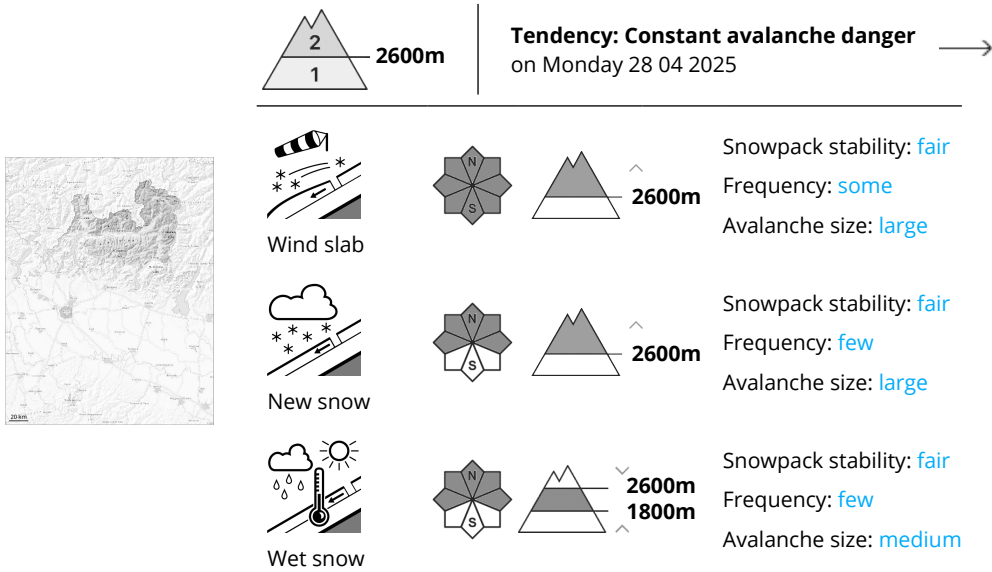 2
1
2600m
Tendency: Constant avalanche danger
on Monday 28 04 2025
20 km
Wind slab
N
S
2600m
Snowpack stability: fair
Frequency: some
Avalanche size: large
New snow
N
S
2600m
Snowpack stability: fair
Frequency: few
Avalanche size: large
Wet snow
N
S
2600m
1800m
Snowpack stability: fair
Frequency: few
Avalanche size: medium